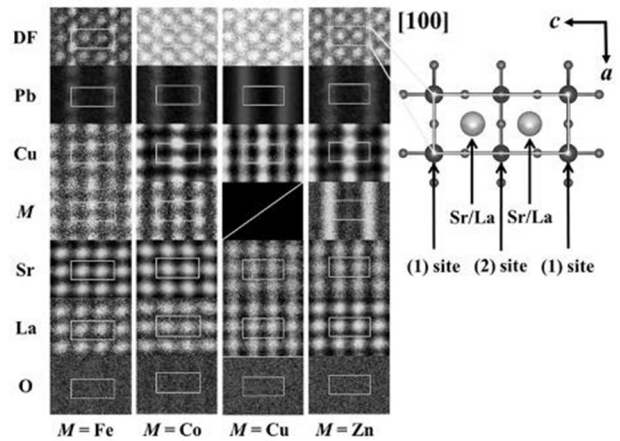 DF
Pb
Cu
M
Sr
La
O
M = Fe
M = Co
M = Cu
M = Zn
[100]
c
a
Sr/La
Sr/La
(1) site
(2) site
(1) site